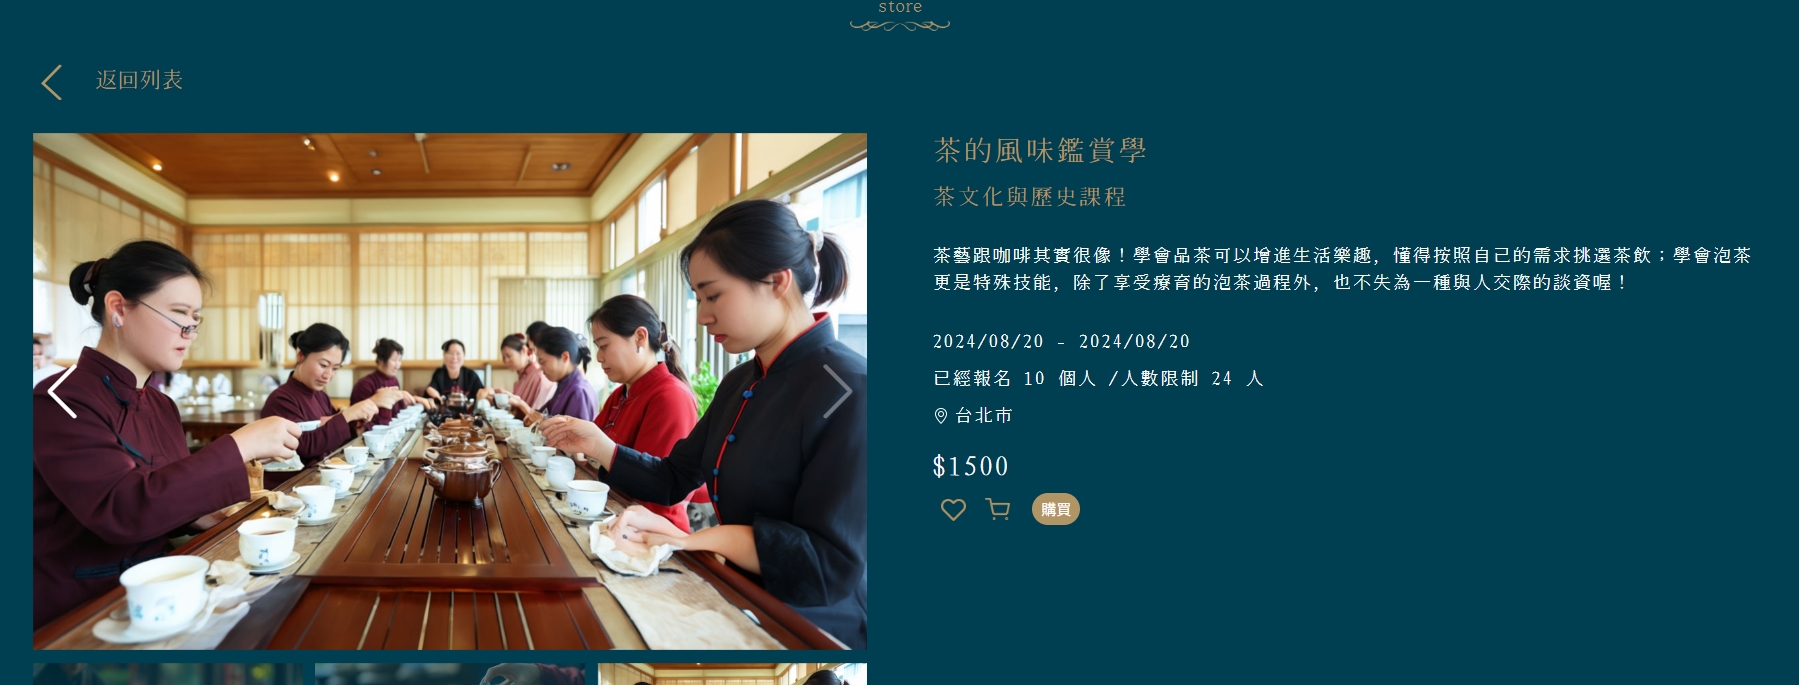 store
返回列表
茶的風味鑑賞學
茶文化與歷史課程
茶藝跟咖啡其實很像！學會品茶可以增進生活樂趣，懂得按照自己的需求挑選茶飲；學會泡茶
更是特殊技能，除了享受療育的泡茶過程外，也不失為一種與人交際的談資喔！
2024/08/20 - 2024/08/20
已經報名 10 個人 /人數限制 24 人
台北市
$1500
購買